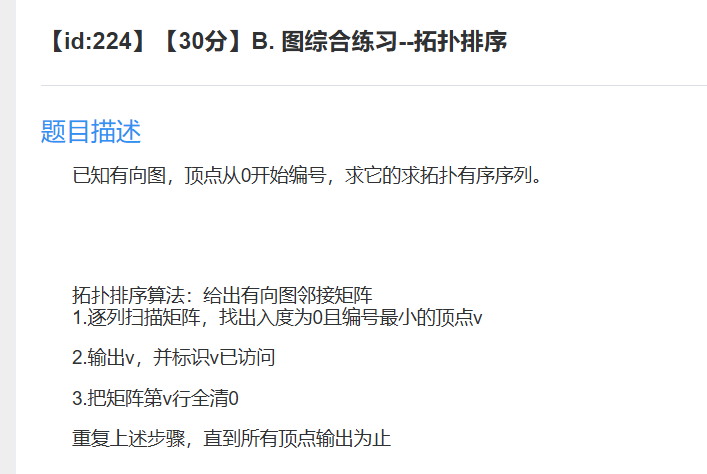 【id:224】【30分】B. 图综合练习--拓扑排序
题目描述
已知有向图，顶点从0开始编号，求它的求拓扑有序序列。
拓扑排序算法：给出有向图邻接矩阵
1.逐列扫描矩阵，找出入度为0且编号最小的顶点v
2.输出v，并标识v已访问
3.把矩阵第v行全清0
重复上述步骤，直到所有顶点输出为止